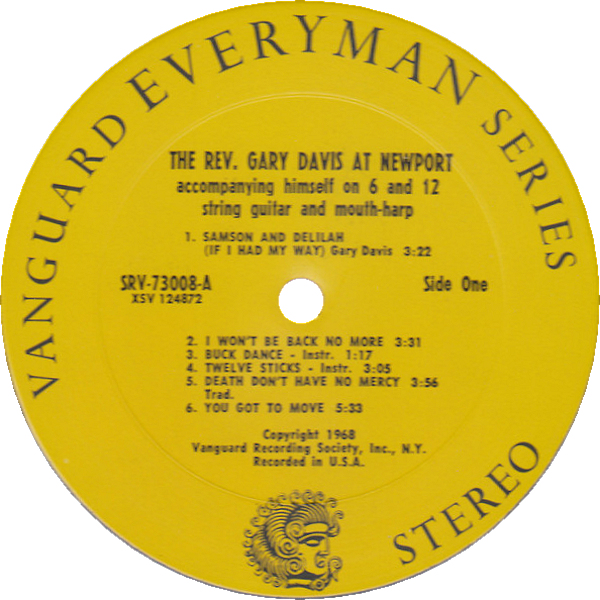 VANGUARD EVERYMAN SERIES
THE REV. GARY DAVIS AT NEWPORT
accompanying himself on 6 and 12
string guitar and mouth-harp
1. SAMSON AND DELILAH
(IF I HAD MY WAY) Gary Davis 3:22
SRV-73008-A
XSV 124872
Side One
2. I WON'T BE BACK NO MORE 3:31
3. BUCK DANCE - Instr. 1:17
4. TWELVE STICKS - Instr. 3:05
5. DEATH DON'T HAVE NO MERCY 3:56
Trad.
6. YOU GOT TO MOVE 5:33
Copyright 1968
Vanguard Recording Society, Inc., N.Y.
Recorded in U.S.A.
STEREO